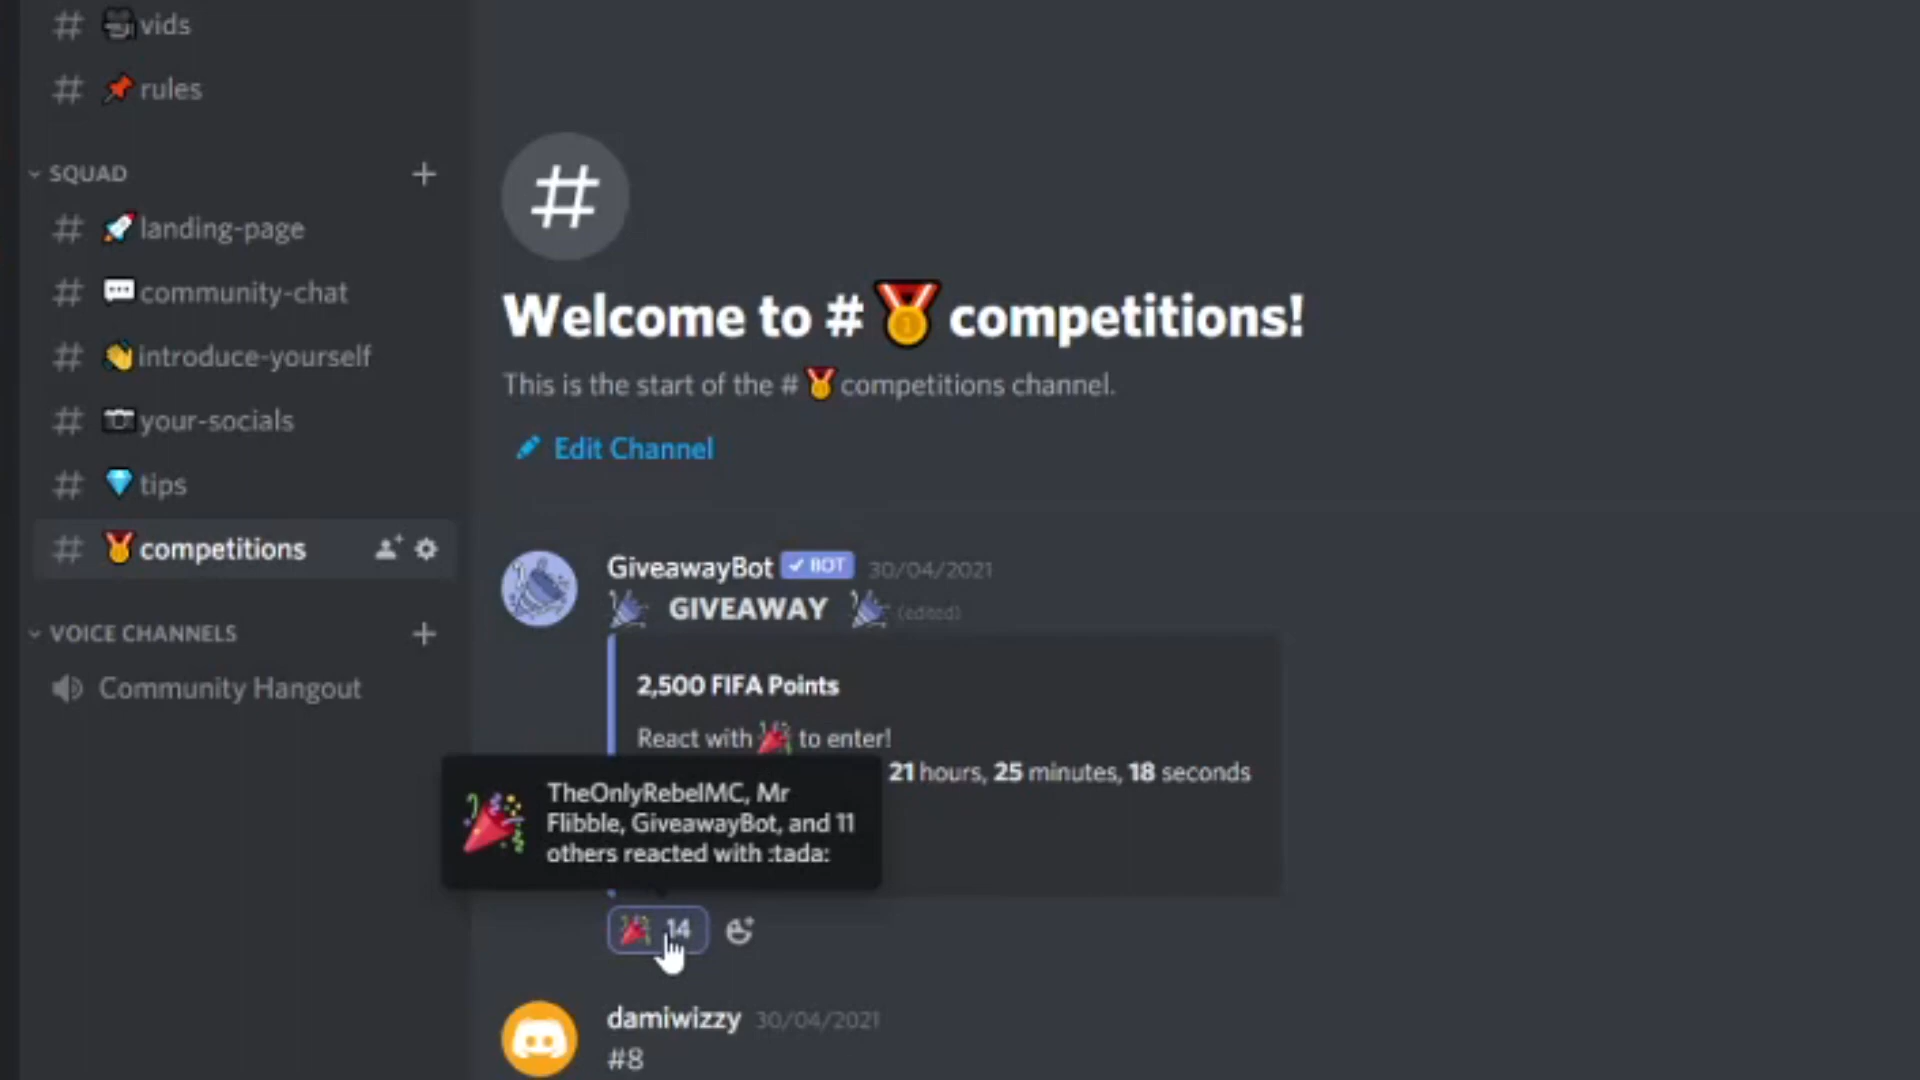 # vids
# rules
SQUAD
# landing-page
# community-chat
# introduce-yourself
# your-socials
# tips
# competitions
VOICE CHANNELS
Community Hangout
#
Welcome to # competitions!
This is the start of the # competitions channel.
Edit Channel
GiveawayBot BOT 30/04/2021
GIVEAWAY (edited)
2,500 FIFA Points
React with to enter!
21 hours, 25 minutes, 18 seconds
TheOnlyRebelMC, Mr
Flibble, GiveawayBot, and 11
others reacted with :tada:
14
damiwizzy 30/04/2021
#8